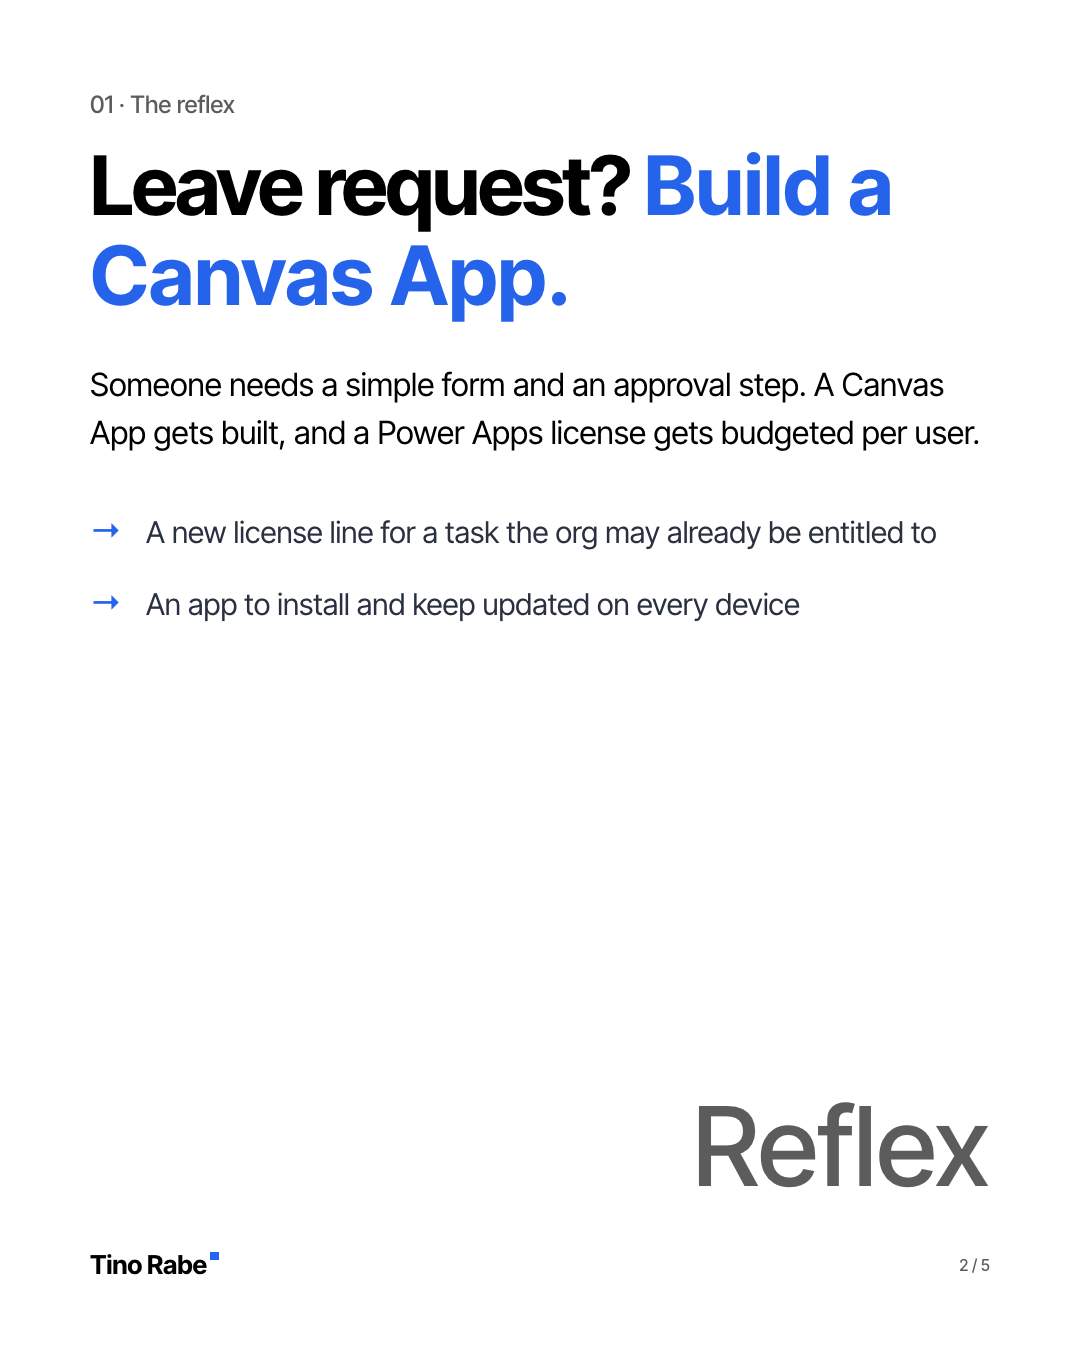 01 · The reflex
Leave request? Build a
Canvas App.
Someone needs a simple form and an approval step. A Canvas
App gets built, and a Power Apps license gets budgeted per user.
→ A new license line for a task the org may already be entitled to
→ An app to install and keep updated on every device
Reflex
Tino Rabe
2 / 5